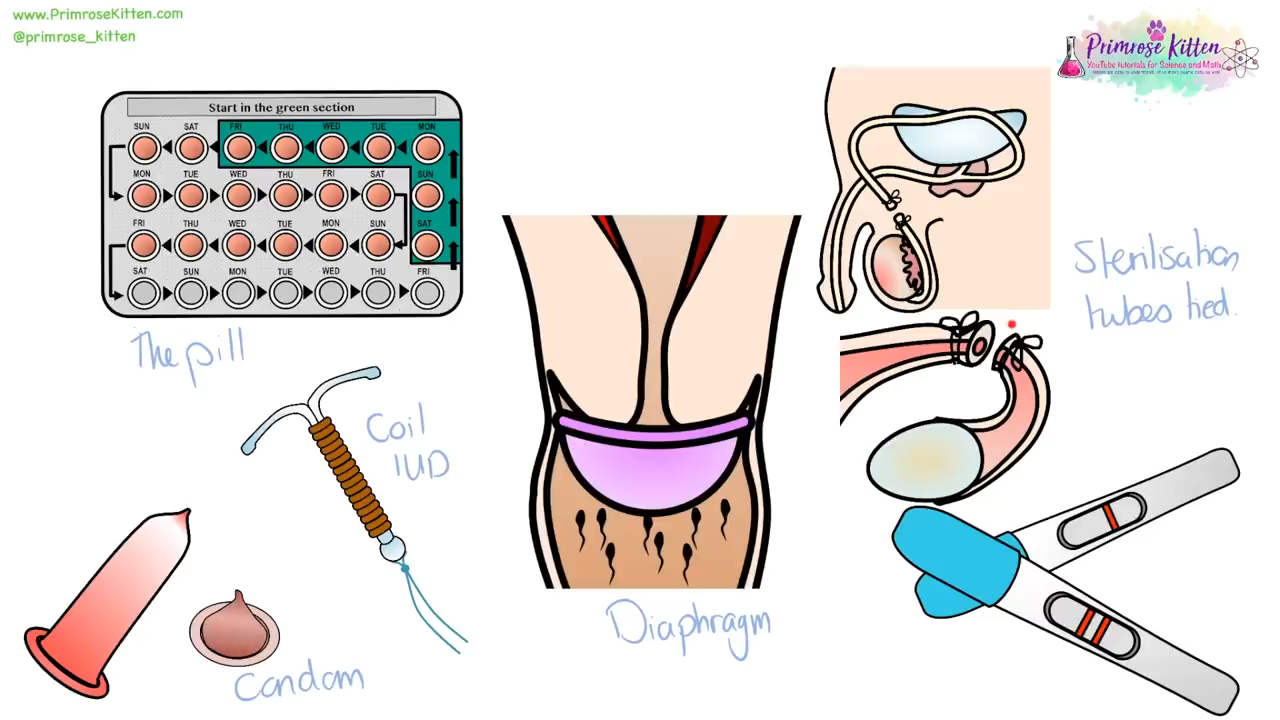 www.PrimroseKitten.com
@primrose_kitten
Primrose Kitten
YouTube tutorials for Science and Math
Start in the green section
SUN SAT FRI THU WED TUE MON
MON TUE WED THU FRI SAT SUN
FRI THU WED TUE MON SUN SAT
SAT SUN MON TUE WED THU FRI
The pill
Coil
IUD
Condom
Diaphragm
Sterilisation
tubes tied.